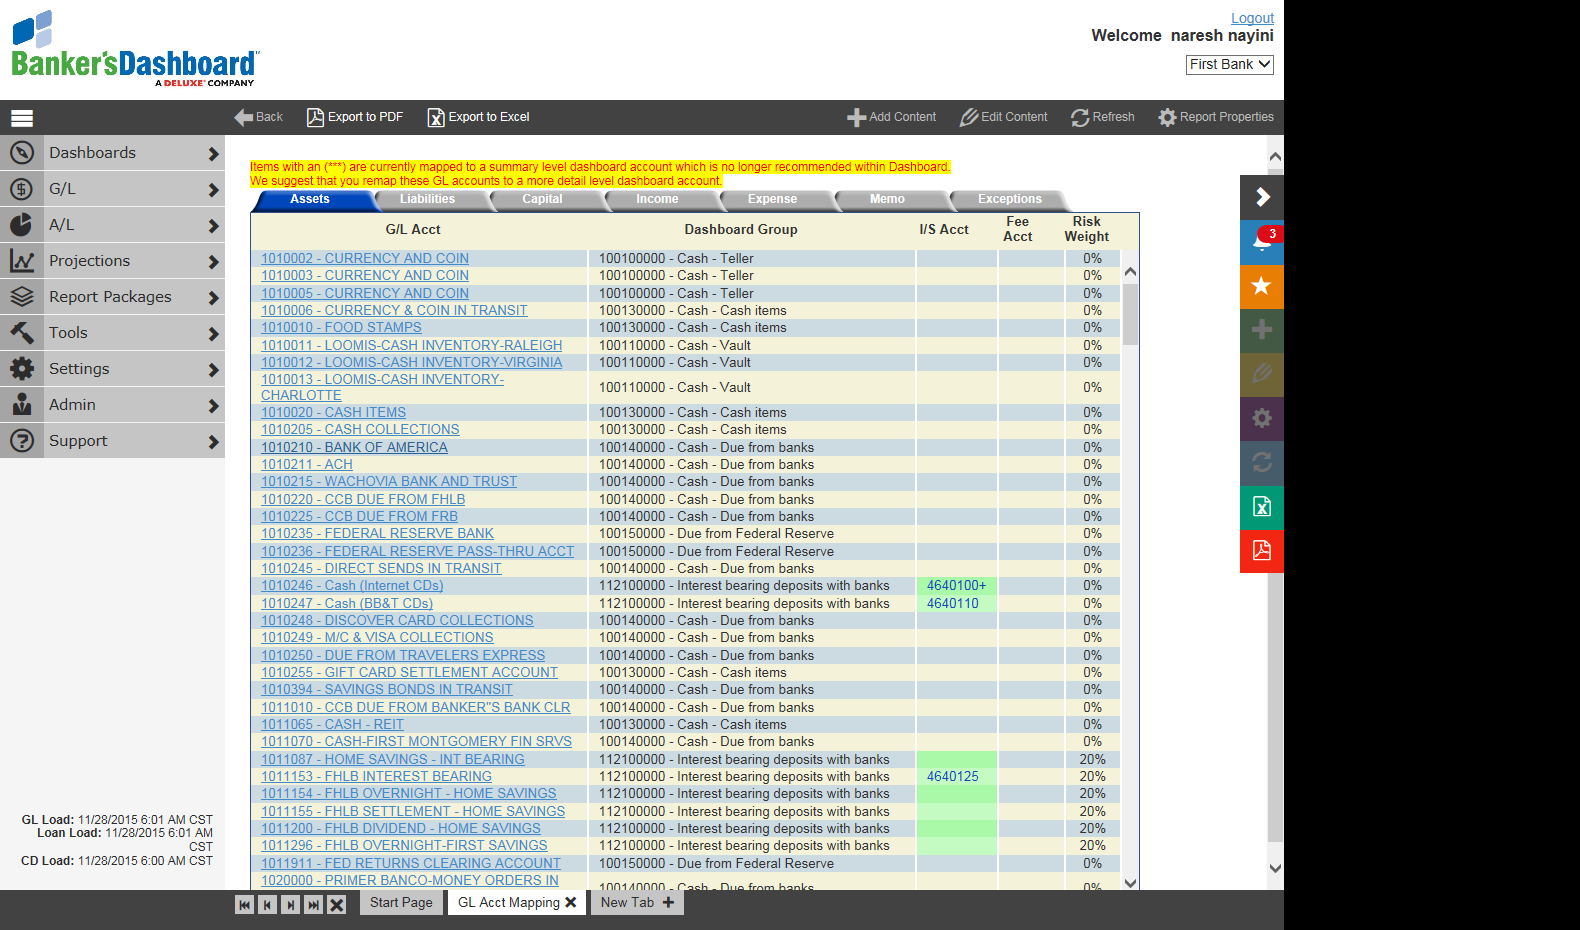 Banker'sDashboard
A DELUXE COMPANY
Logout
Welcome naresh nayini
First Bank
Back Export to PDF Export to Excel Add Content Edit Content Refresh Report Properties
Dashboards
G/L
A/L
Projections
Report Packages
Tools
Settings
Admin
Support
GL Load: 11/28/2015 6:01 AM CST
Loan Load: 11/28/2015 6:01 AM
CST
CD Load: 11/28/2015 6:00 AM CST
Items with an (***) are currently mapped to a summary level dashboard account which is no longer recommended within Dashboard.
We suggest that you remap these GL accounts to a more detail level dashboard account.
Assets Liabilities Capital Income Expense Memo Exceptions
G/L Acct Dashboard Group I/S Acct Fee Acct Risk Weight
1010002 - CURRENCY AND COIN 100100000 - Cash - Teller 0%
1010003 - CURRENCY AND COIN 100100000 - Cash - Teller 0%
1010005 - CURRENCY AND COIN 100100000 - Cash - Teller 0%
1010006 - CURRENCY & COIN IN TRANSIT 100130000 - Cash - Cash items 0%
1010010 - FOOD STAMPS 100130000 - Cash - Cash items 0%
1010011 - LOOMIS-CASH INVENTORY-RALEIGH 100110000 - Cash - Vault 0%
1010012 - LOOMIS-CASH INVENTORY-VIRGINIA 100110000 - Cash - Vault 0%
1010013 - LOOMIS-CASH INVENTORY-
CHARLOTTE 100110000 - Cash - Vault 0%
1010020 - CASH ITEMS 100130000 - Cash - Cash items 0%
1010205 - CASH COLLECTIONS 100130000 - Cash - Cash items 0%
1010210 - BANK OF AMERICA 100140000 - Cash - Due from banks 0%
1010211 - ACH 100140000 - Cash - Due from banks 0%
1010215 - WACHOVIA BANK AND TRUST 100140000 - Cash - Due from banks 0%
1010220 - CCB DUE FROM FHLB 100140000 - Cash - Due from banks 0%
1010225 - CCB DUE FROM FRB 100140000 - Cash - Due from banks 0%
1010235 - FEDERAL RESERVE BANK 100150000 - Due from Federal Reserve 0%
1010236 - FEDERAL RESERVE PASS-THRU ACCT 100150000 - Due from Federal Reserve 0%
1010245 - DIRECT SENDS IN TRANSIT 100140000 - Cash - Due from banks 0%
1010246 - Cash (Internet CDs) 112100000 - Interest bearing deposits with banks 4640100+ 0%
1010247 - Cash (BB&T CDs) 112100000 - Interest bearing deposits with banks 4640110 0%
1010248 - DISCOVER CARD COLLECTIONS 100140000 - Cash - Due from banks 0%
1010249 - M/C & VISA COLLECTIONS 100140000 - Cash - Due from banks 0%
1010250 - DUE FROM TRAVELERS EXPRESS 100140000 - Cash - Due from banks 0%
1010255 - GIFT CARD SETTLEMENT ACCOUNT 100130000 - Cash - Cash items 0%
1010394 - SAVINGS BONDS IN TRANSIT 100140000 - Cash - Due from banks 0%
1011010 - CCB DUE FROM BANKER"S BANK CLR 100140000 - Cash - Due from banks 0%
1011065 - CASH - REIT 100130000 - Cash - Cash items 0%
1011070 - CASH-FIRST MONTGOMERY FIN SRVS 100140000 - Cash - Due from banks 0%
1011087 - HOME SAVINGS - INT BEARING 112100000 - Interest bearing deposits with banks 20%
1011153 - FHLB INTEREST BEARING 112100000 - Interest bearing deposits with banks 4640125 20%
1011154 - FHLB OVERNIGHT - HOME SAVINGS 112100000 - Interest bearing deposits with banks 20%
1011155 - FHLB SETTLEMENT - HOME SAVINGS 112100000 - Interest bearing deposits with banks 20%
1011200 - FHLB DIVIDEND - HOME SAVINGS 112100000 - Interest bearing deposits with banks 20%
1011296 - FHLB OVERNIGHT-FIRST SAVINGS 112100000 - Interest bearing deposits with banks 20%
1011911 - FED RETURNS CLEARING ACCOUNT 100150000 - Due from Federal Reserve 0%
1020000 - PRIMER BANCO-MONEY ORDERS IN 100140000 - Cash - Due from banks 0%
3
Start Page GL Acct Mapping New Tab